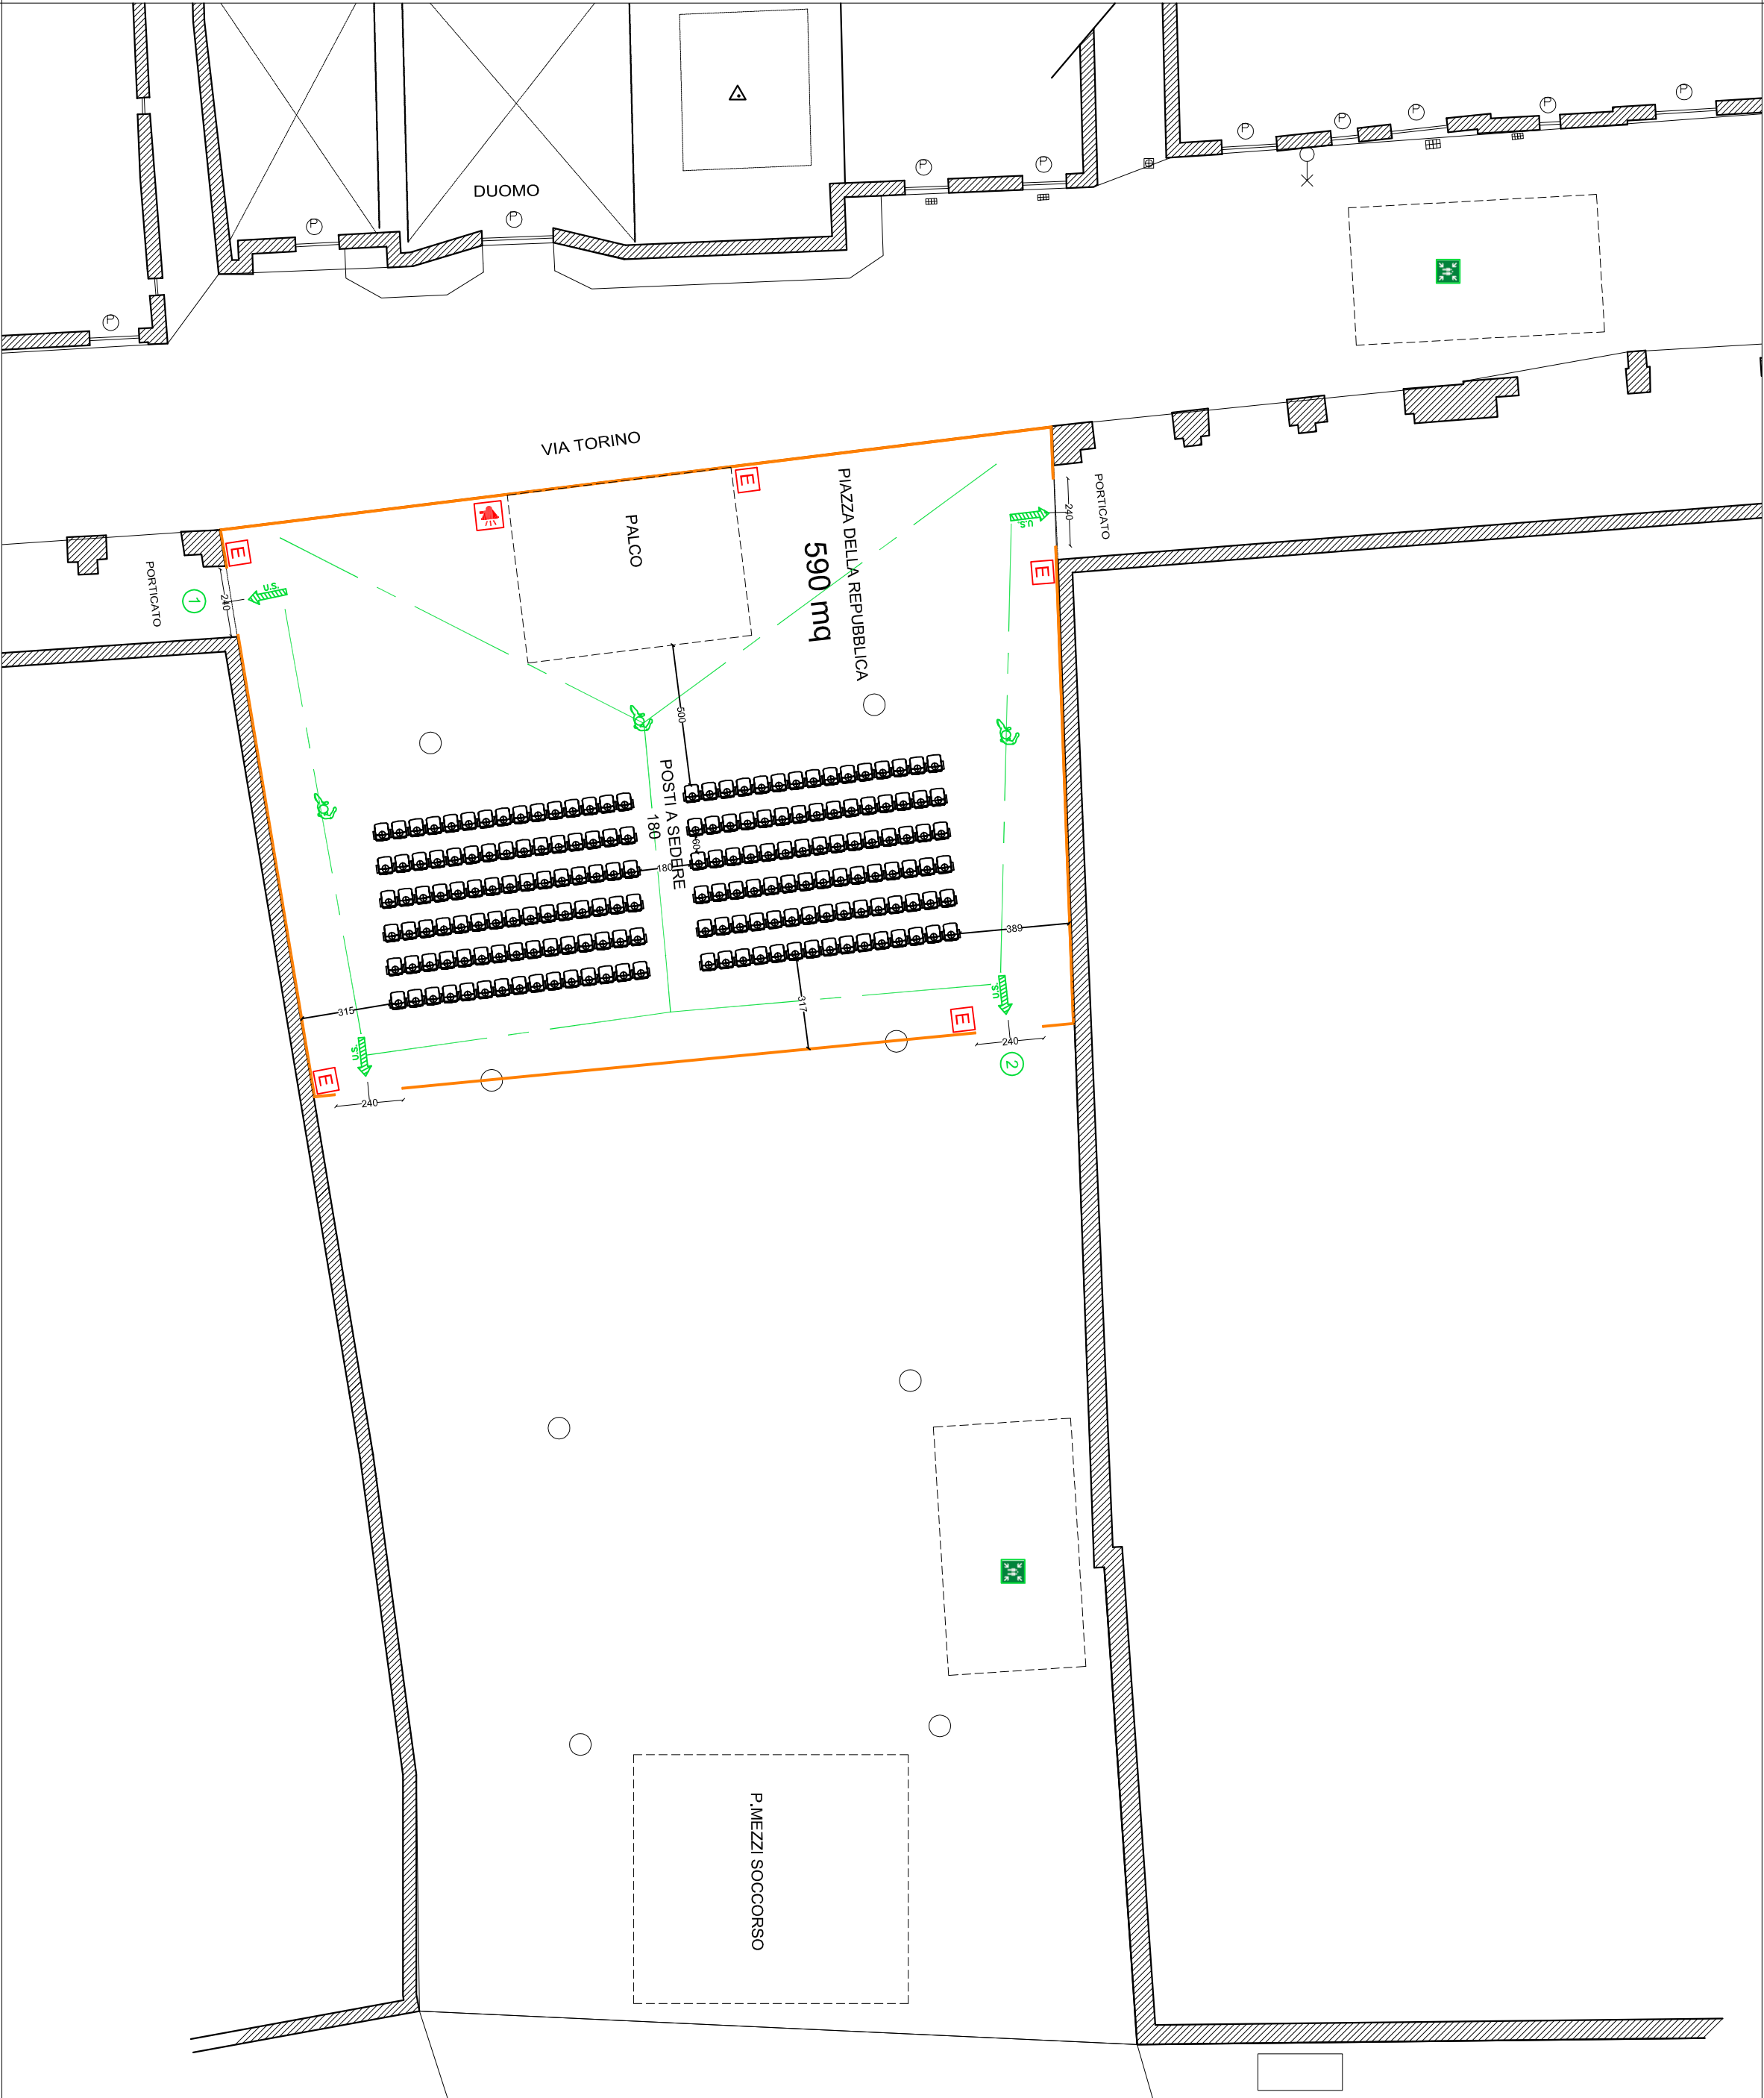 P
P
P
P
P
P
P
P
DUOMO
P
P
P
VIA TORINO
E
PIAZZA DELLA REPUBBLICA
590 mq
PALCO
PORTICATO
240
U.S.
E
E
PORTICATO
240
U.S.
1
500
POSTI A SEDERE
180
60
180
389
315
317
U.S.
E
240
2
U.S.
E
240
P.MEZZI SOCCORSO